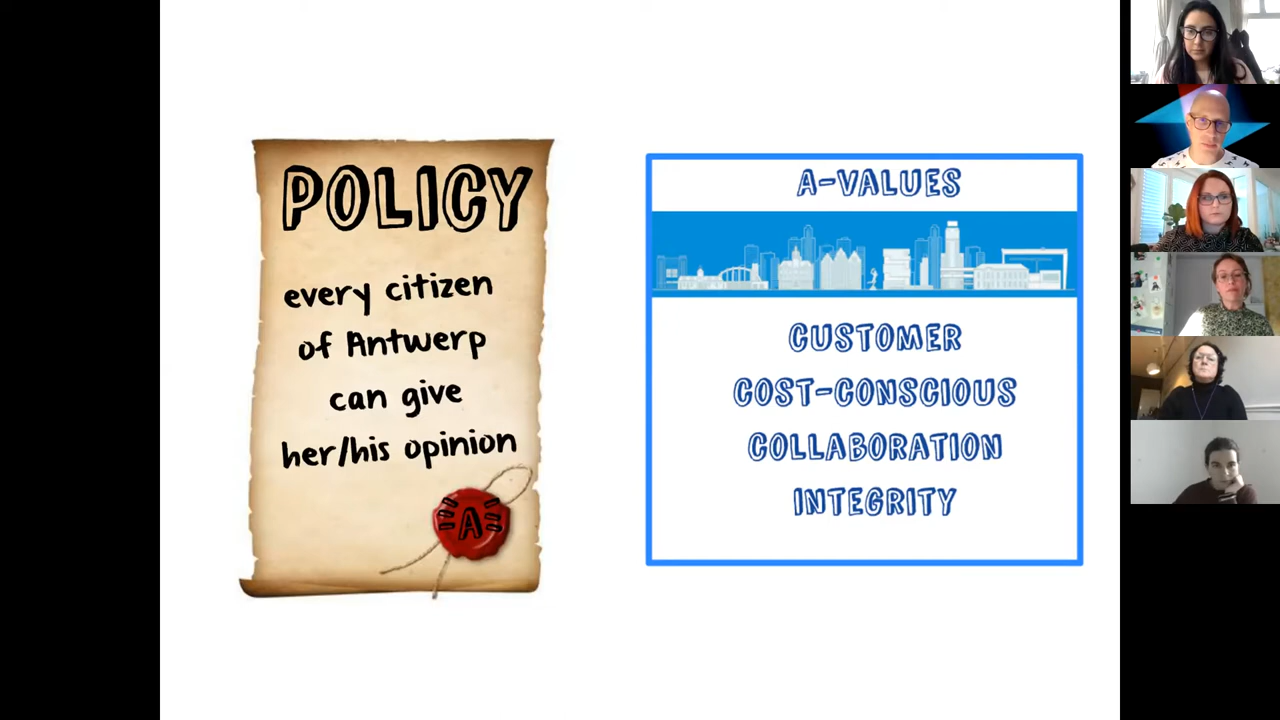 POLICY
every citizen
of Antwerp
can give
her/his opinion
A
A-VALUES
CUSTOMER
COST-CONSCIOUS
COLLABORATION
INTEGRITY